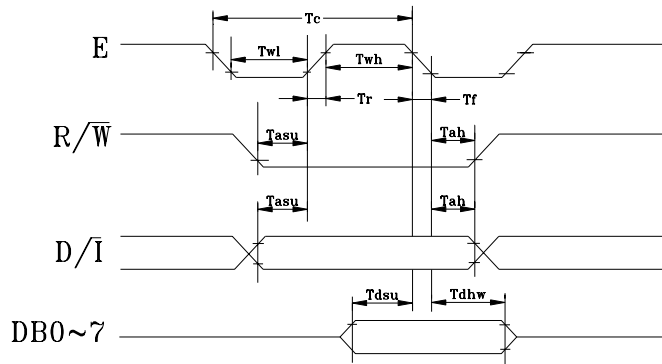 Tc
E
Twl
Twh
Tr
Tf
R/W̅
Tasu
Tah
Tasu
Tah
D/I̅
Tdsu
Tdhw
DB0~7